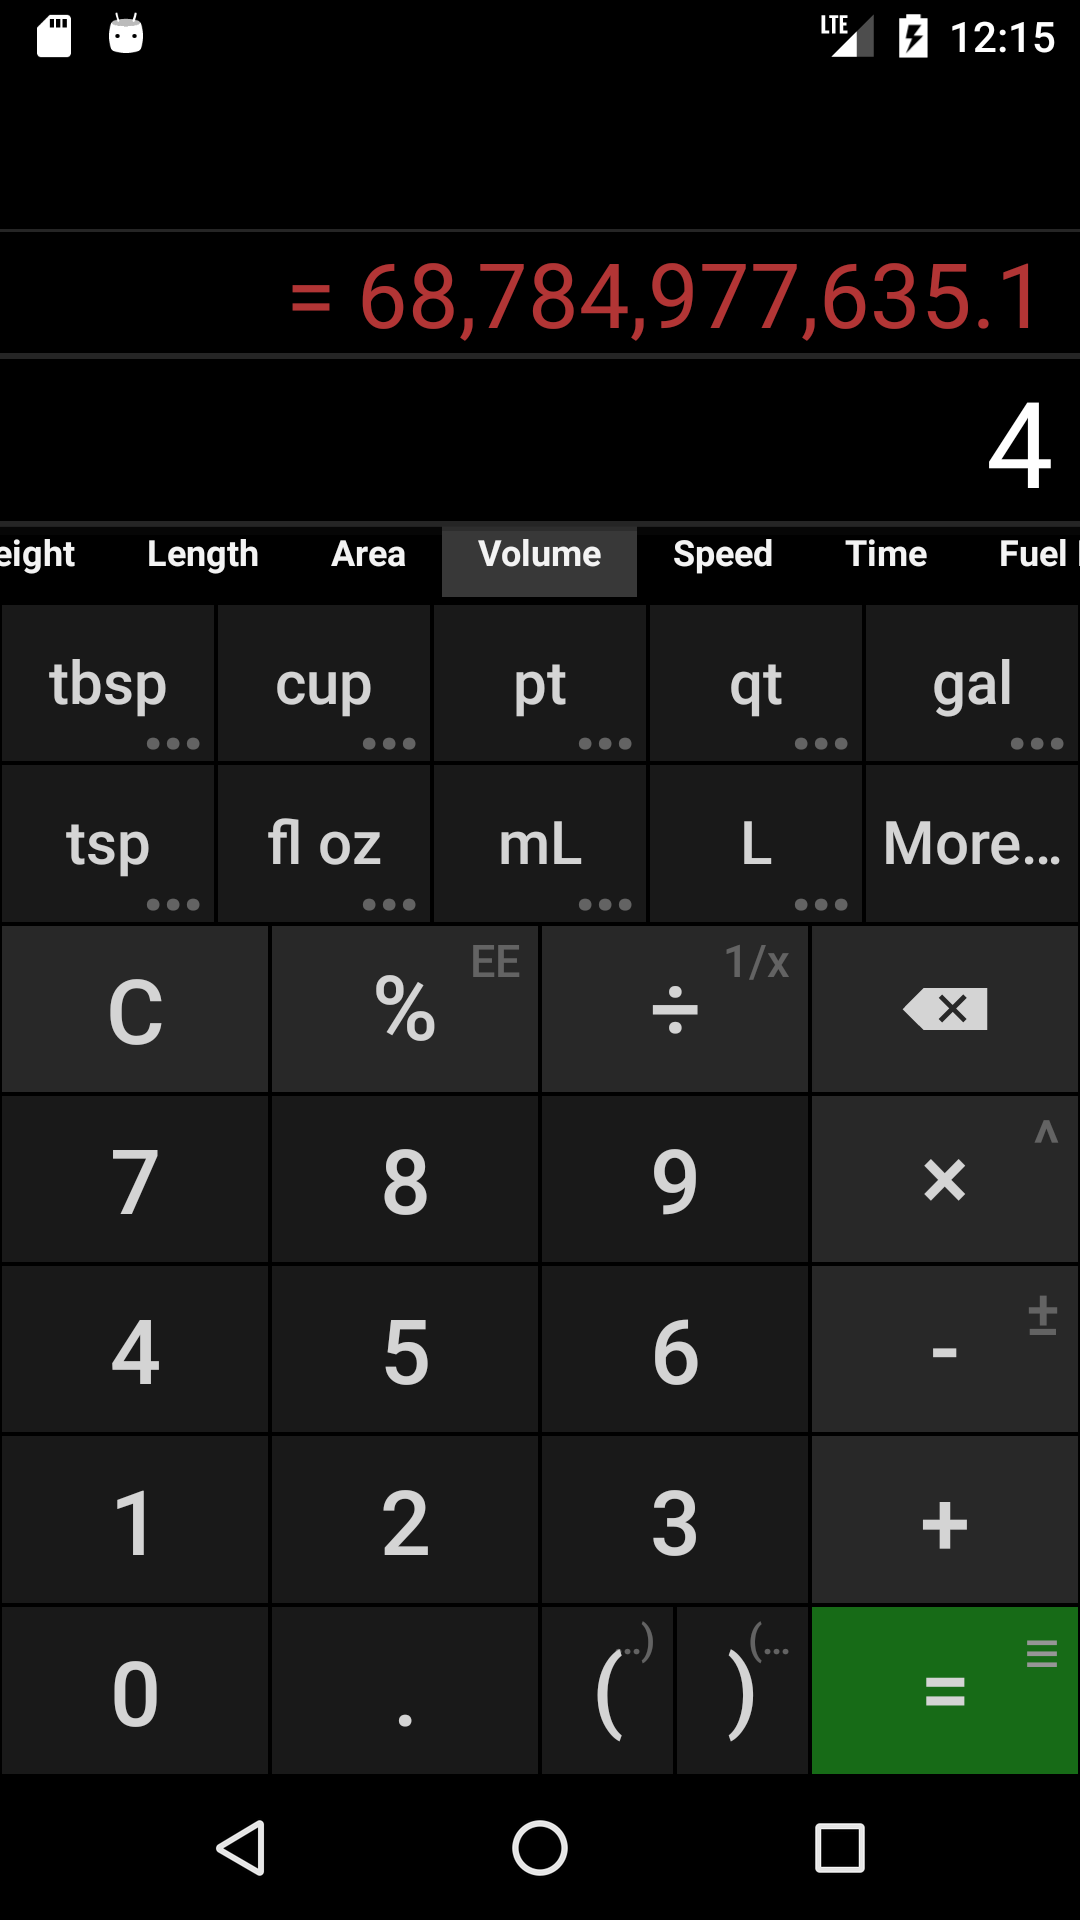 LTE 12:15
= 68,784,977,635.1
4
eight Length Area Volume Speed Time Fuel
tbsp cup pt qt gal
tsp fl oz mL L More...
C % EE ÷ 1/x
7 8 9 × ^
4 5 6 - ±
1 2 3 +
0 . ( ..) ) (... =